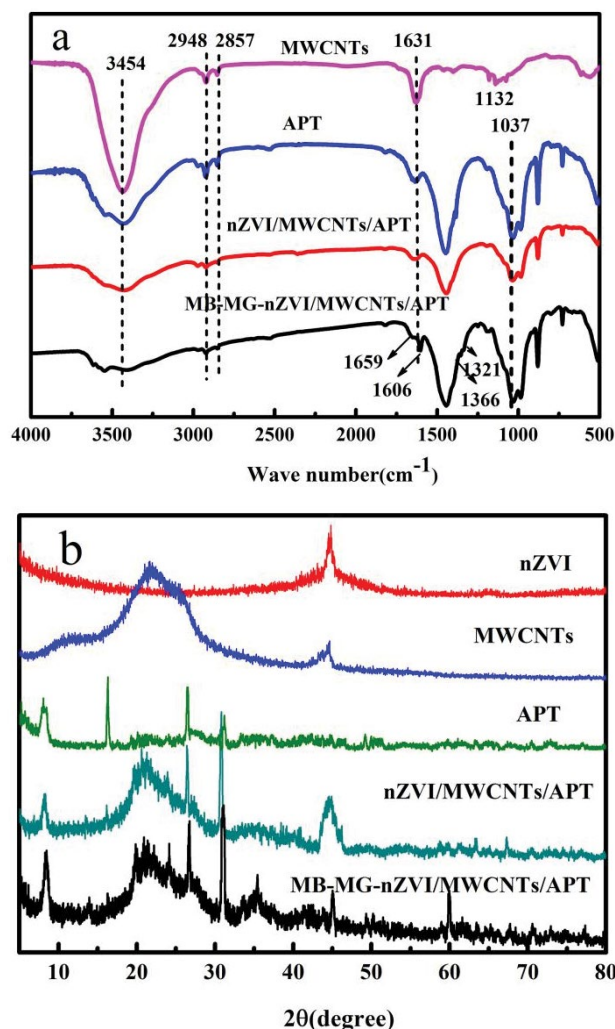 a
3454
2948
2857
1631
MWCNTs
1132
1037
APT
nZVI/MWCNTs/APT
MB-MG-nZVI/MWCNTs/APT
1659
1606
1321
1366
4000 3500 3000 2500 2000 1500 1000 500
Wave number(cm⁻¹)
b
nZVI
MWCNTs
APT
nZVI/MWCNTs/APT
MB-MG-nZVI/MWCNTs/APT
10 20 30 40 50 60 70 80
2θ(degree)